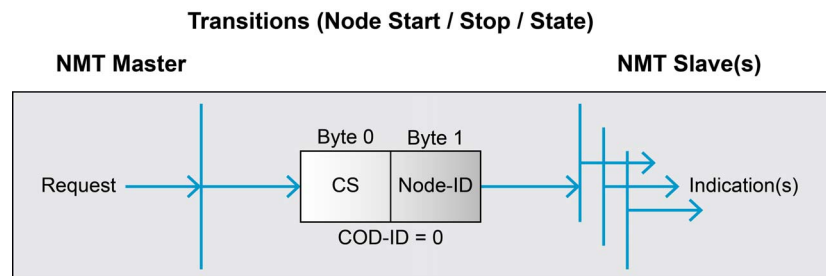 Transitions (Node Start / Stop / State)
NMT Master
NMT Slave(s)
Byte 0
Byte 1
Request
CS
Node-ID
Indication(s)
COD-ID = 0